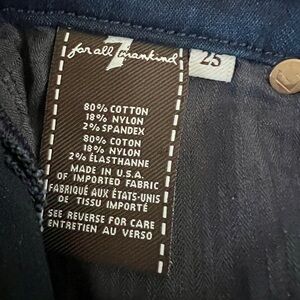 for all 7 mankind
25
80% COTTON
18% NYLON
2% SPANDEX
80% COTON
18% NYLON
2% ÉLASTHANNE
MADE IN U.S.A.
OF IMPORTED FABRIC
FABRIQUÉ AUX ÉTATS-UNIS
DE TISSU IMPORTÉ
SEE REVERSE FOR CARE
ENTRETIEN AU VERSO